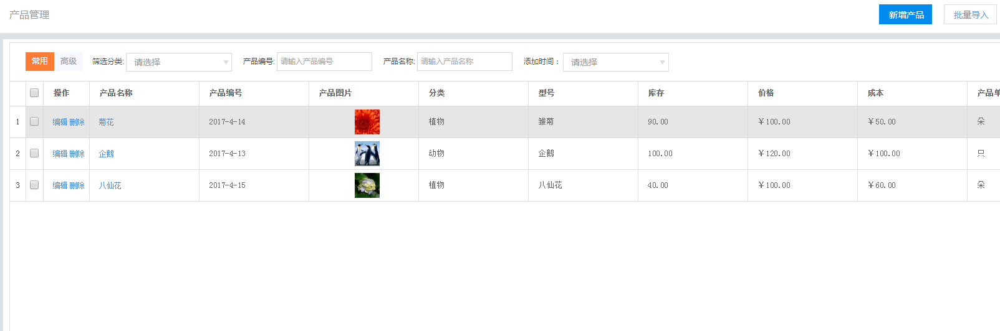 产品管理 新增产品 批量导入
常用 高级 筛选分类: 请选择 产品编号: 请输入产品编号 产品名称: 请输入产品名称 添加时间： 请选择
操作 产品名称 产品编号 产品图片 分类 型号 库存 价格 成本 产品单
1 编辑 删除 菊花 2017-4-14 植物 雏菊 90.00 ￥100.00 ￥50.00 朵
2 编辑 删除 企鹅 2017-4-13 动物 企鹅 100.00 ￥120.00 ￥100.00 只
3 编辑 删除 八仙花 2017-4-15 植物 八仙花 40.00 ￥100.00 ￥60.00 朵